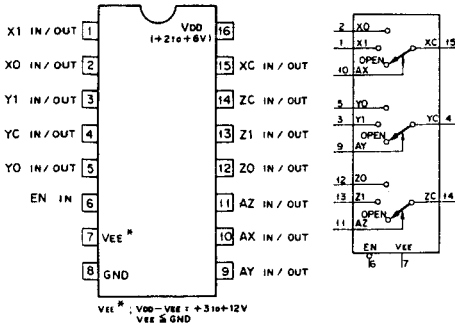 X1 IN/OUT 1
X0 IN/OUT 2
Y1 IN/OUT 3
YC IN/OUT 4
Y0 IN/OUT 5
EN IN 6
7 VEE*
8 GND
VDD 16
(+2to+6V)
15 XC IN/OUT
14 ZC IN/OUT
13 Z1 IN/OUT
12 Z0 IN/OUT
11 AZ IN/OUT
10 AX IN/OUT
9 AY IN/OUT
VEE* ; VDD-VEE = +3to+12V
VEE ≦ GND
2 X0
1 X1 XC 15
OPEN
10 AX
5 Y0
3 Y1 YC 4
OPEN
9 AY
12 Z0
13 Z1 ZC 14
OPEN
11 AZ
EN VEE
6 7